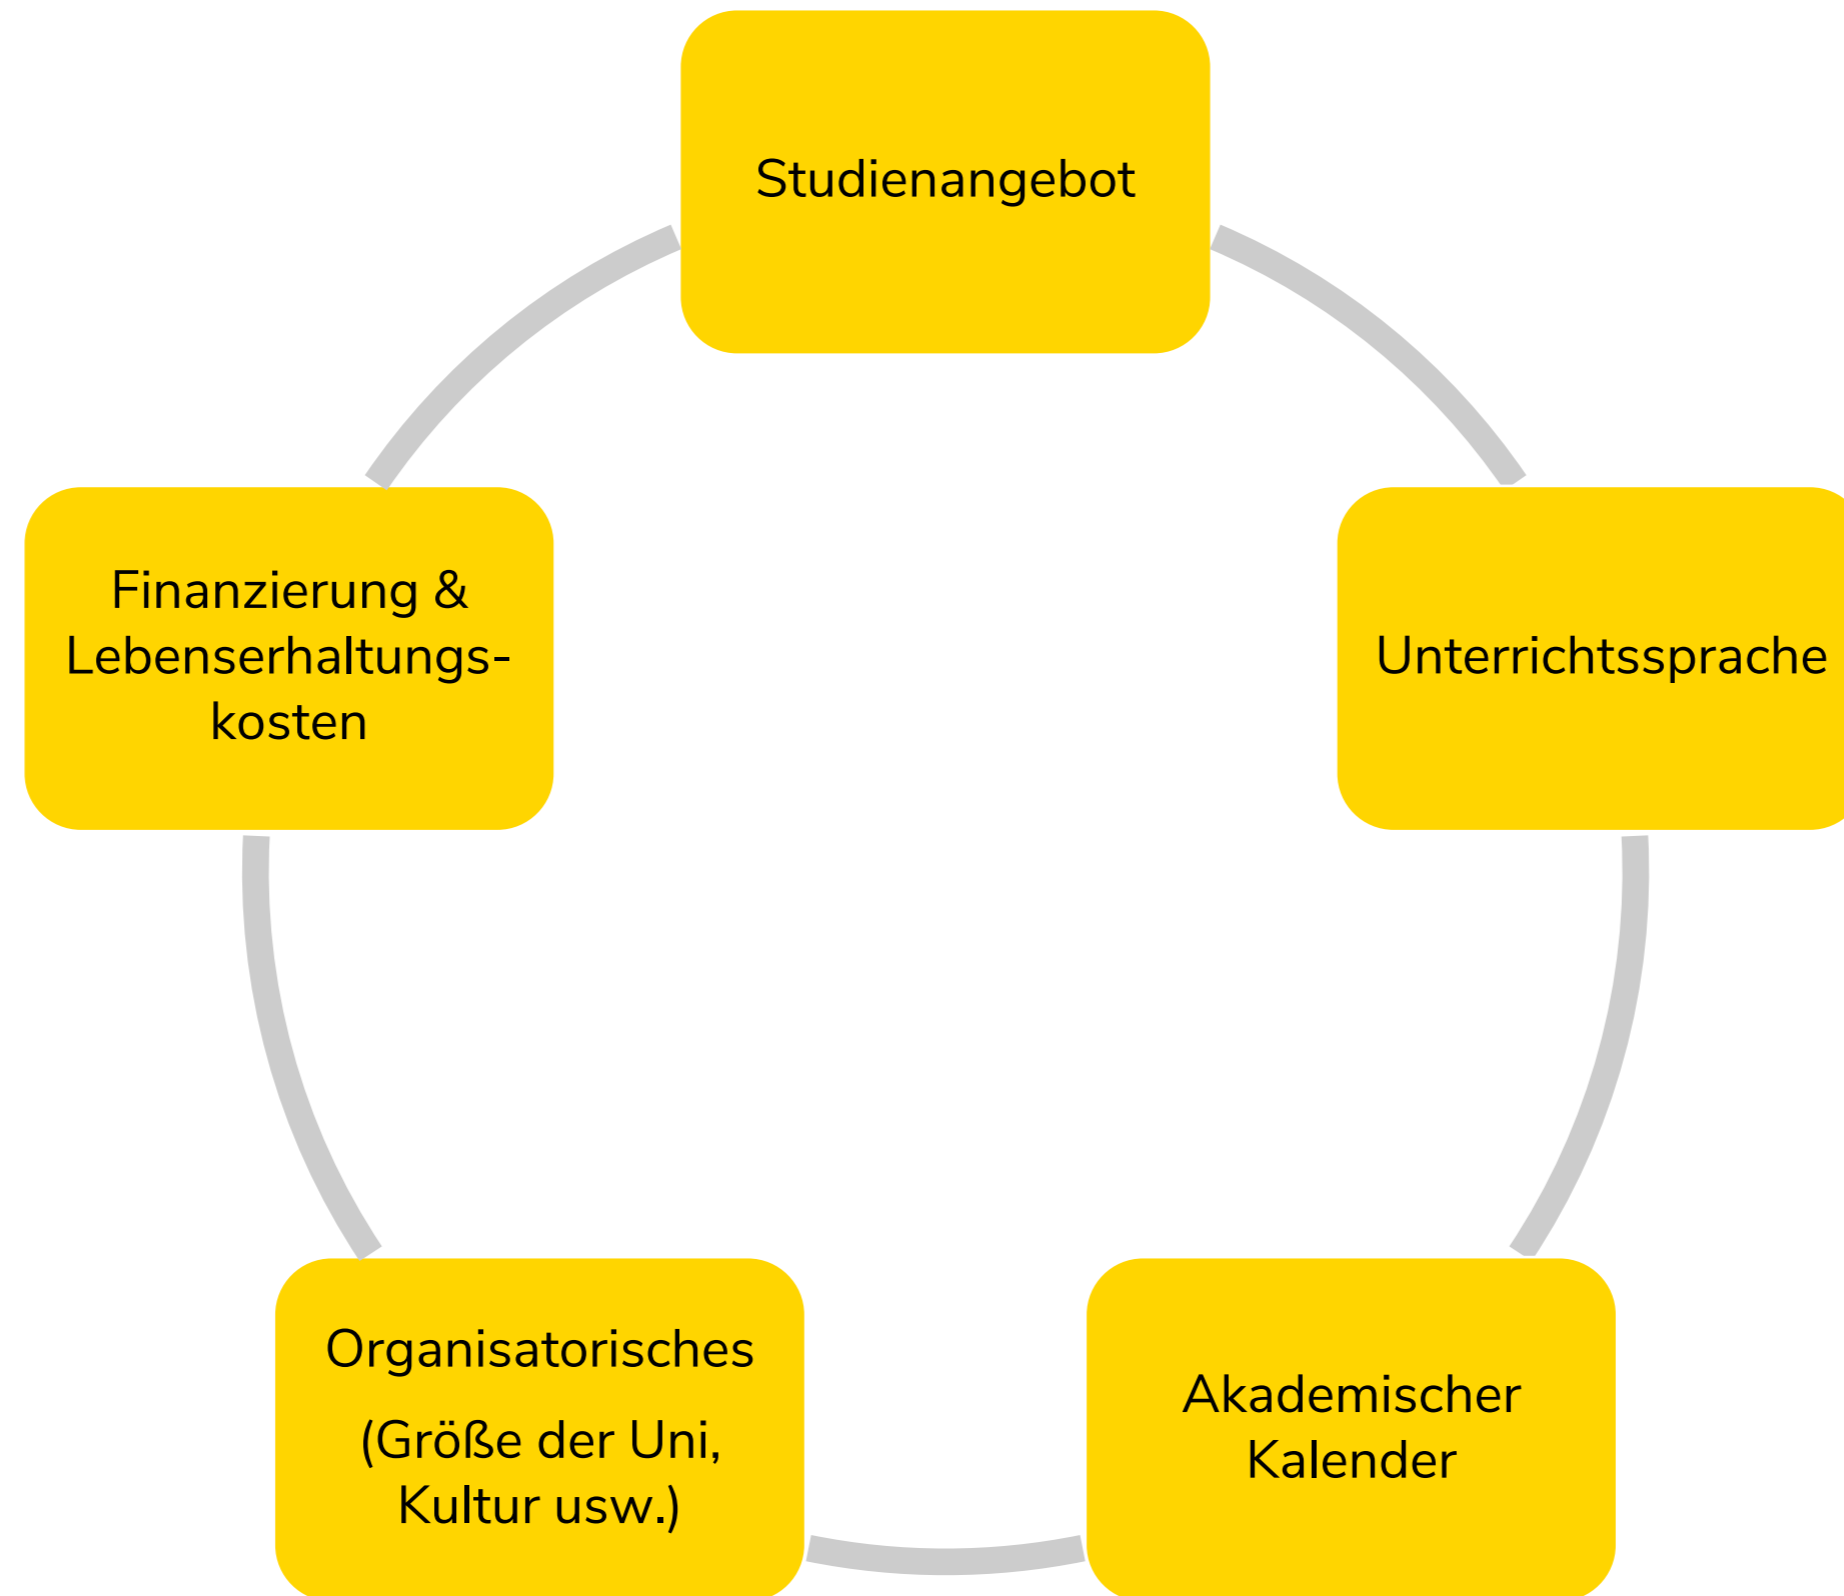 Studienangebot
Unterrichtssprache
Akademischer
Kalender
Organisatorisches
(Größe der Uni,
Kultur usw.)
Finanzierung &
Lebenserhaltungs-
kosten